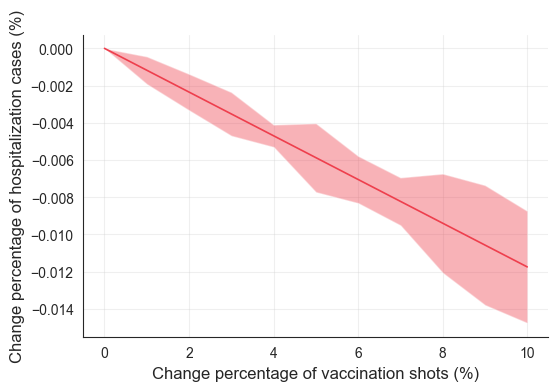 Change percentage of hospitalization cases (%)
0.000
−0.002
−0.004
−0.006
−0.008
−0.010
−0.012
−0.014
0 2 4 6 8 10
Change percentage of vaccination shots (%)